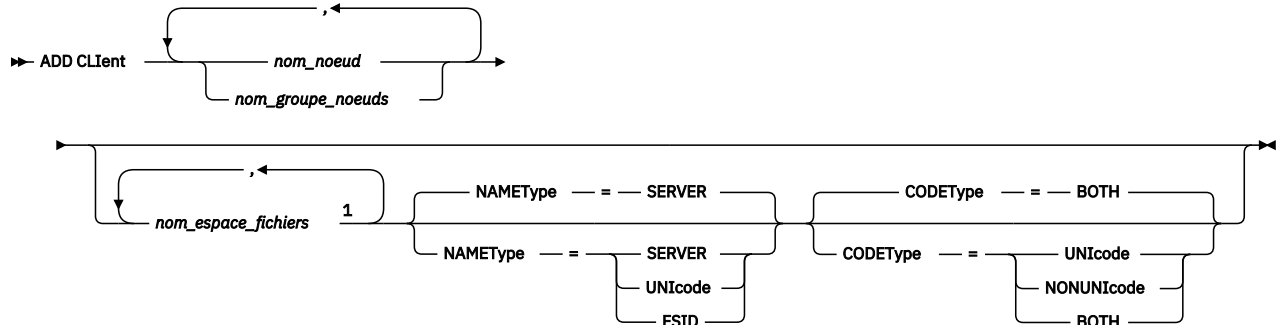 ,
ADD CLIent nom_noeud
nom_groupe_noeuds
,
NAMEType = SERVER CODEType = BOTH
nom_espace_fichiers 1
NAMEType = SERVER CODEType = UNIcode
UNIcode NONUNIcode
FSID BOTH